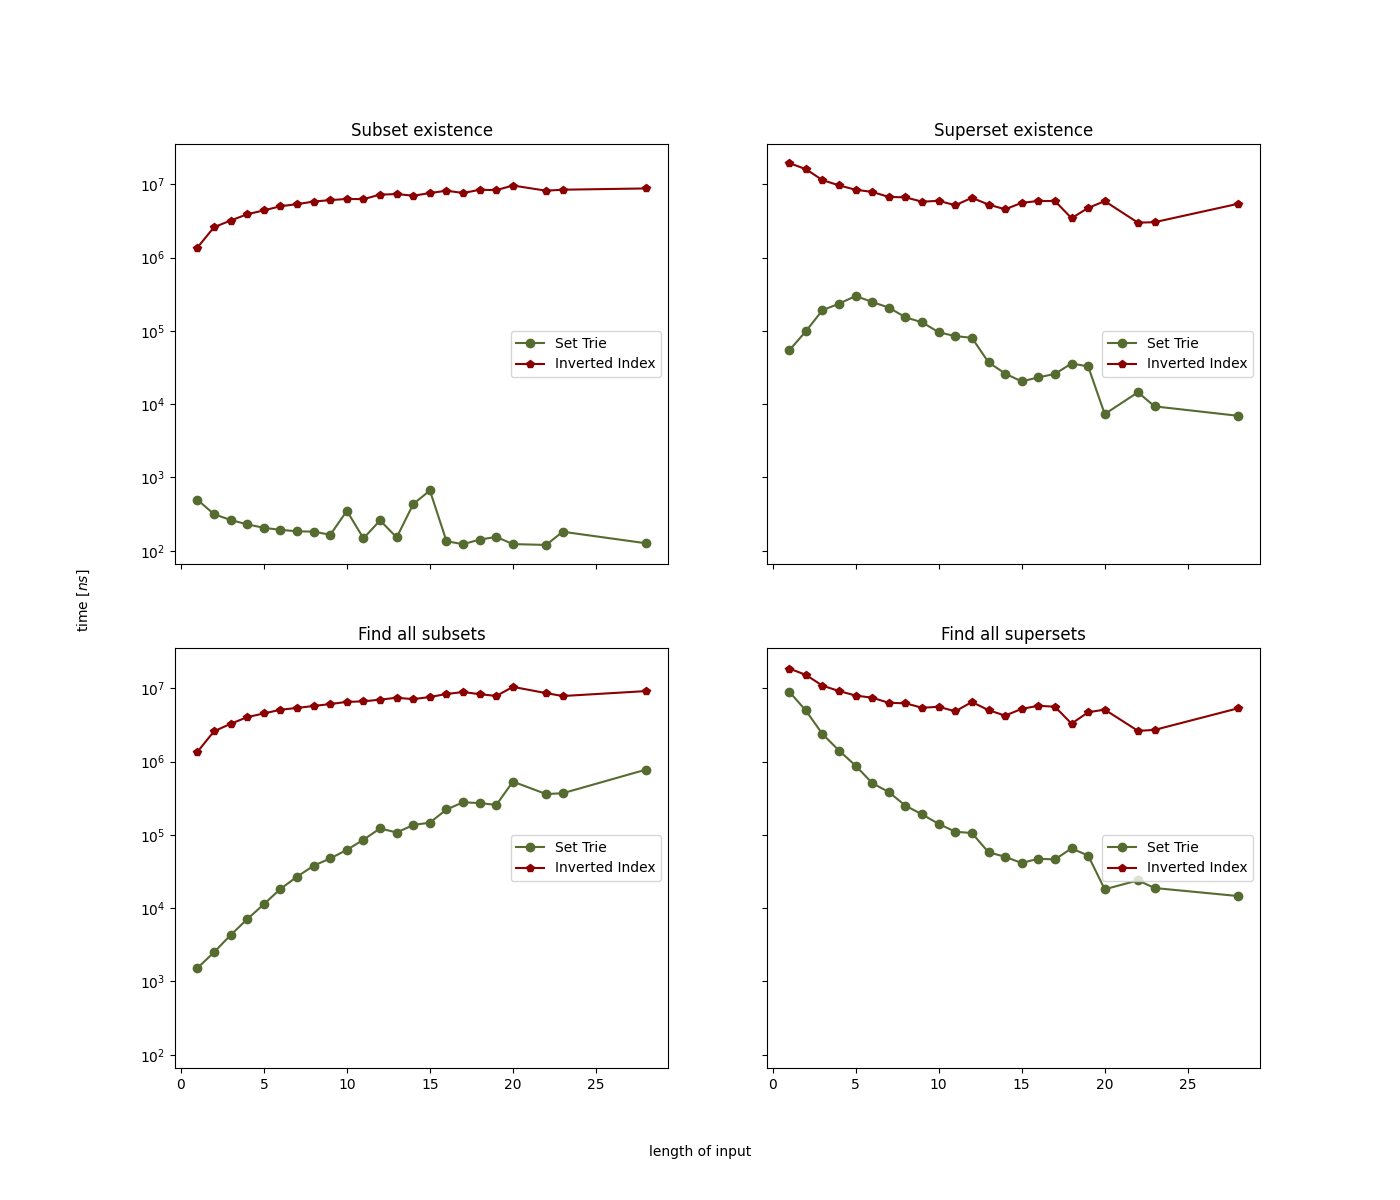 Subset existence
Superset existence
10^7
10^6
10^5
10^4
10^3
10^2
Set Trie
Inverted Index
Set Trie
Inverted Index
time [ns]
Find all subsets
Find all supersets
10^7
10^6
10^5
10^4
10^3
10^2
Set Trie
Inverted Index
Set Trie
Inverted Index
0 5 10 15 20 25
0 5 10 15 20 25
length of input